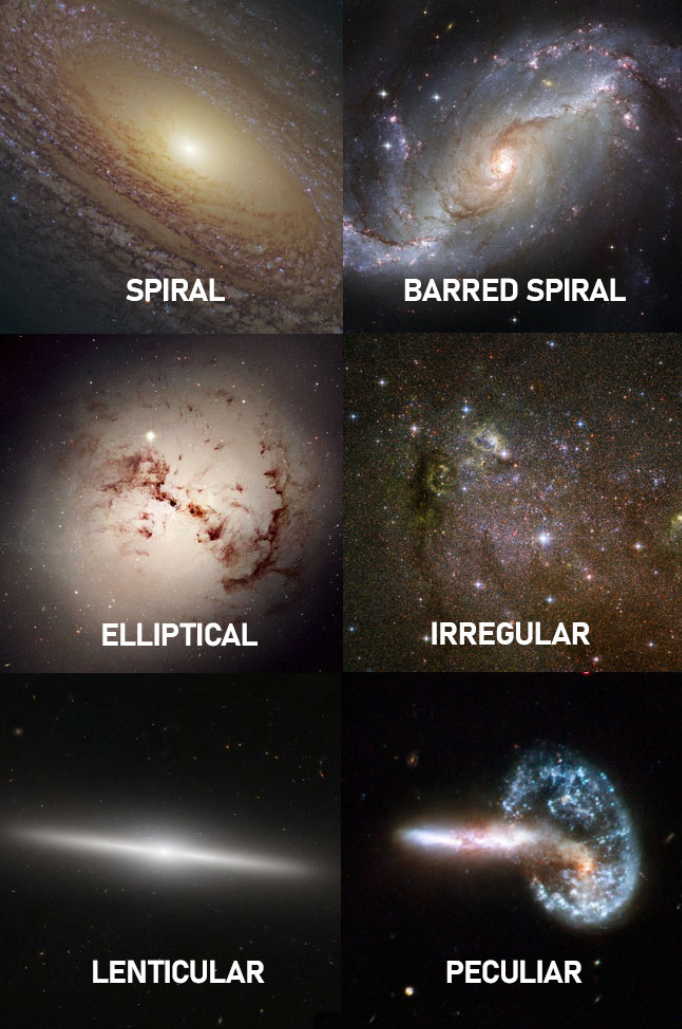 SPIRAL
BARRED SPIRAL
ELLIPTICAL
IRREGULAR
LENTICULAR
PECULIAR